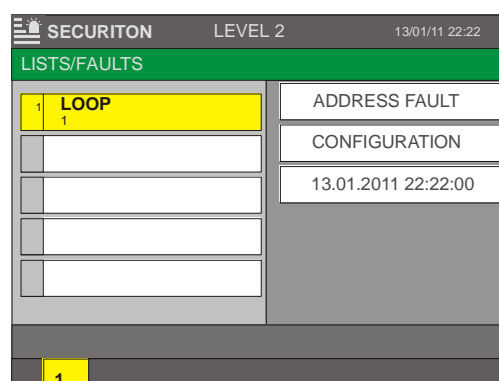 SECURITON LEVEL 2 13/01/11 22:22
LISTS/FAULTS
1 LOOP
1
ADDRESS FAULT
CONFIGURATION
13.01.2011 22:22:00
1